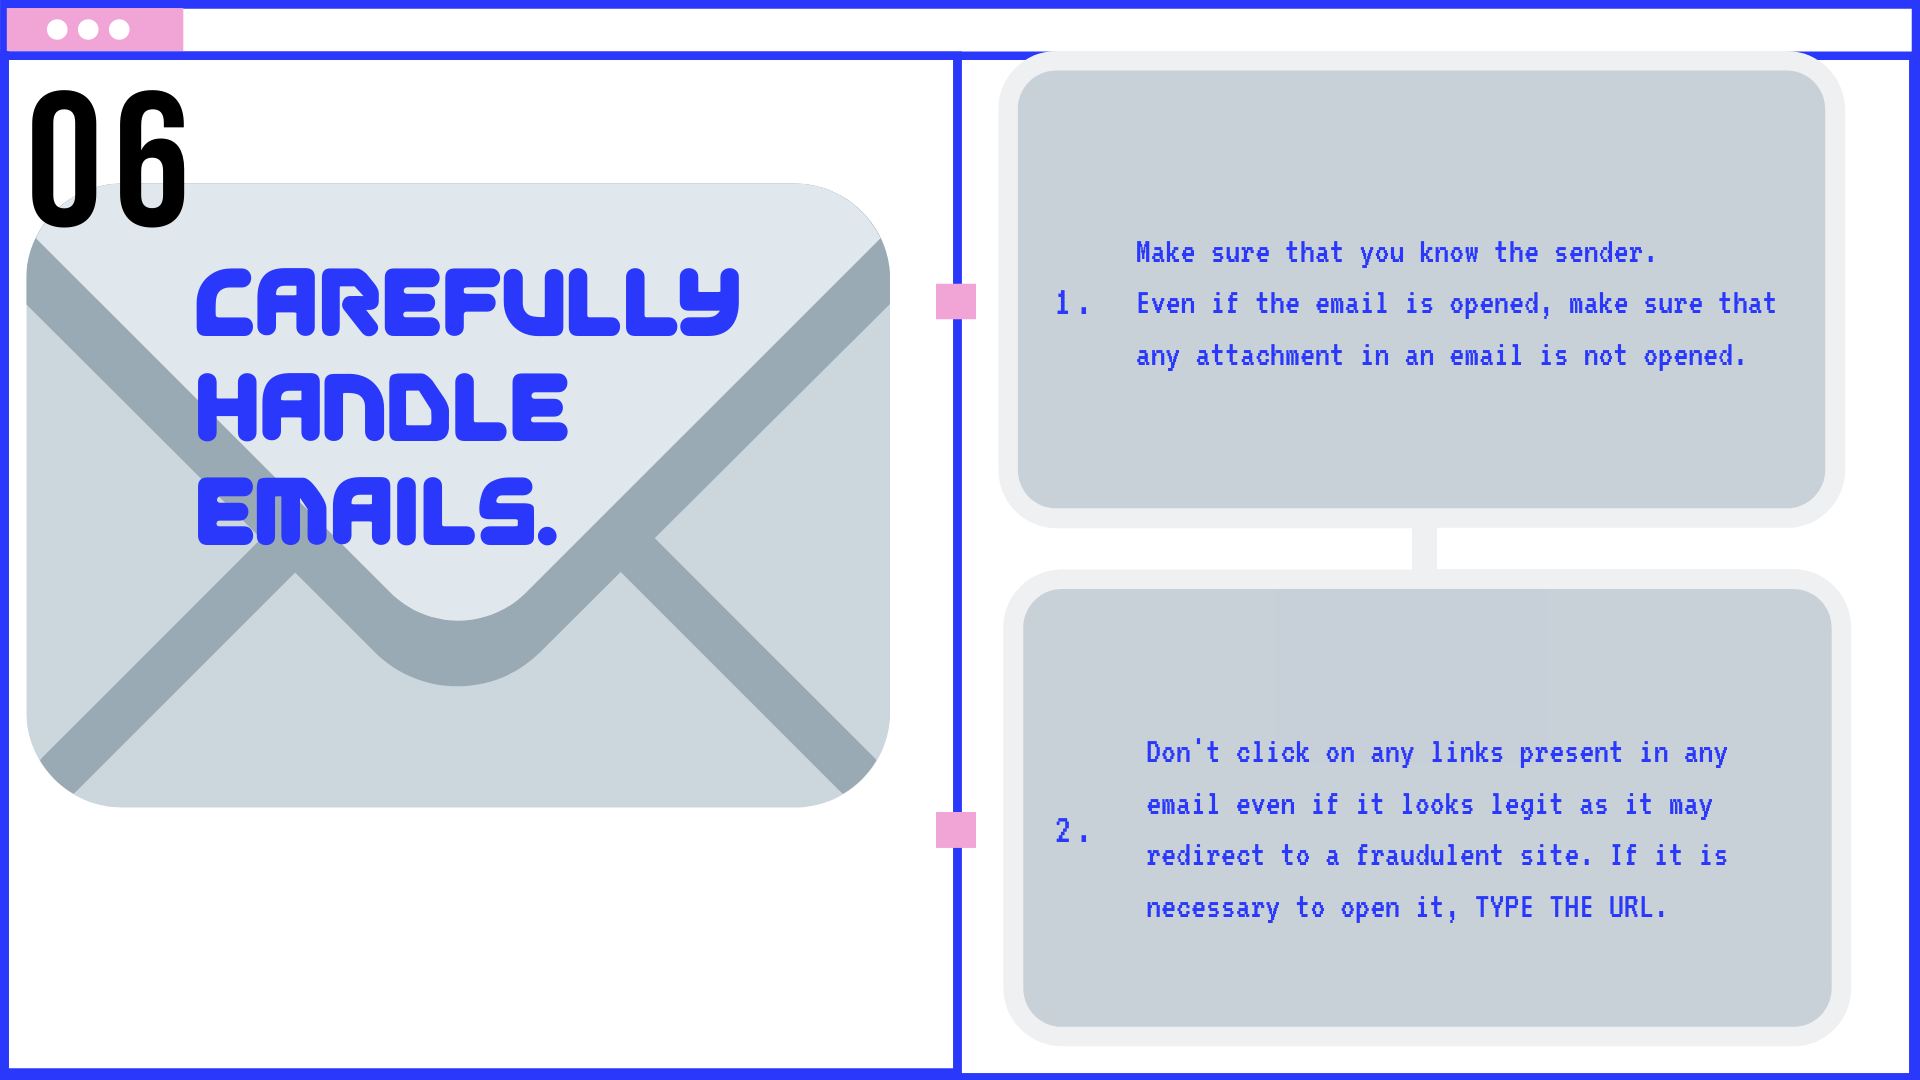 06
CAREFULLY
HANDLE
EMAILS.
1.
Make sure that you know the sender.
Even if the email is opened, make sure that
any attachment in an email is not opened.
2.
Don't click on any links present in any
email even if it looks legit as it may
redirect to a fraudulent site. If it is
necessary to open it, TYPE THE URL.